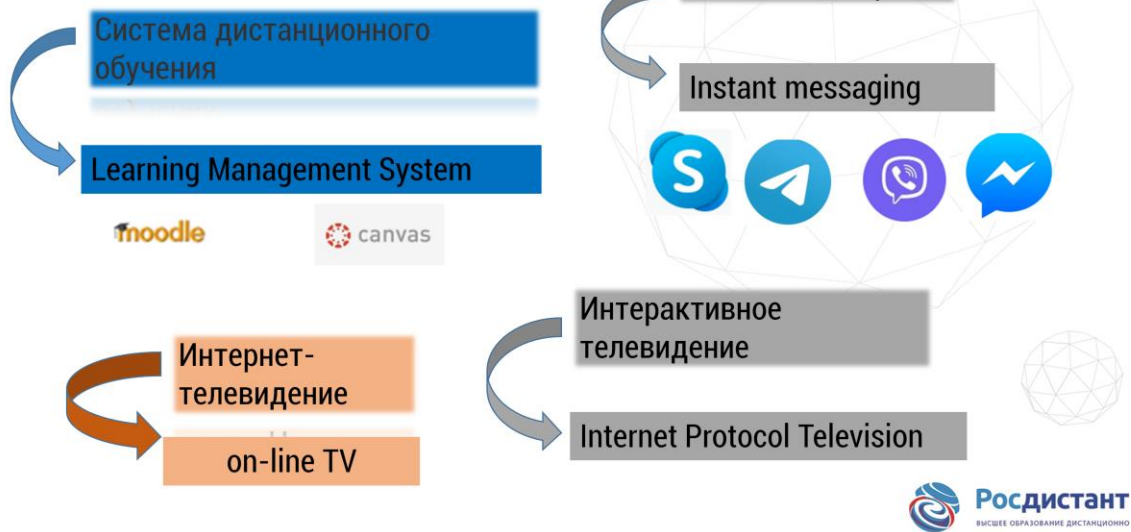 Система дистанционного
обучения
Learning Management System
moodle
canvas
Instant messaging
S
Интернет-
телевидение
on-line TV
Интерактивное
телевидение
Internet Protocol Television
Росдистант
ВЫСШЕЕ ОБРАЗОВАНИЕ ДИСТАНЦИОННО